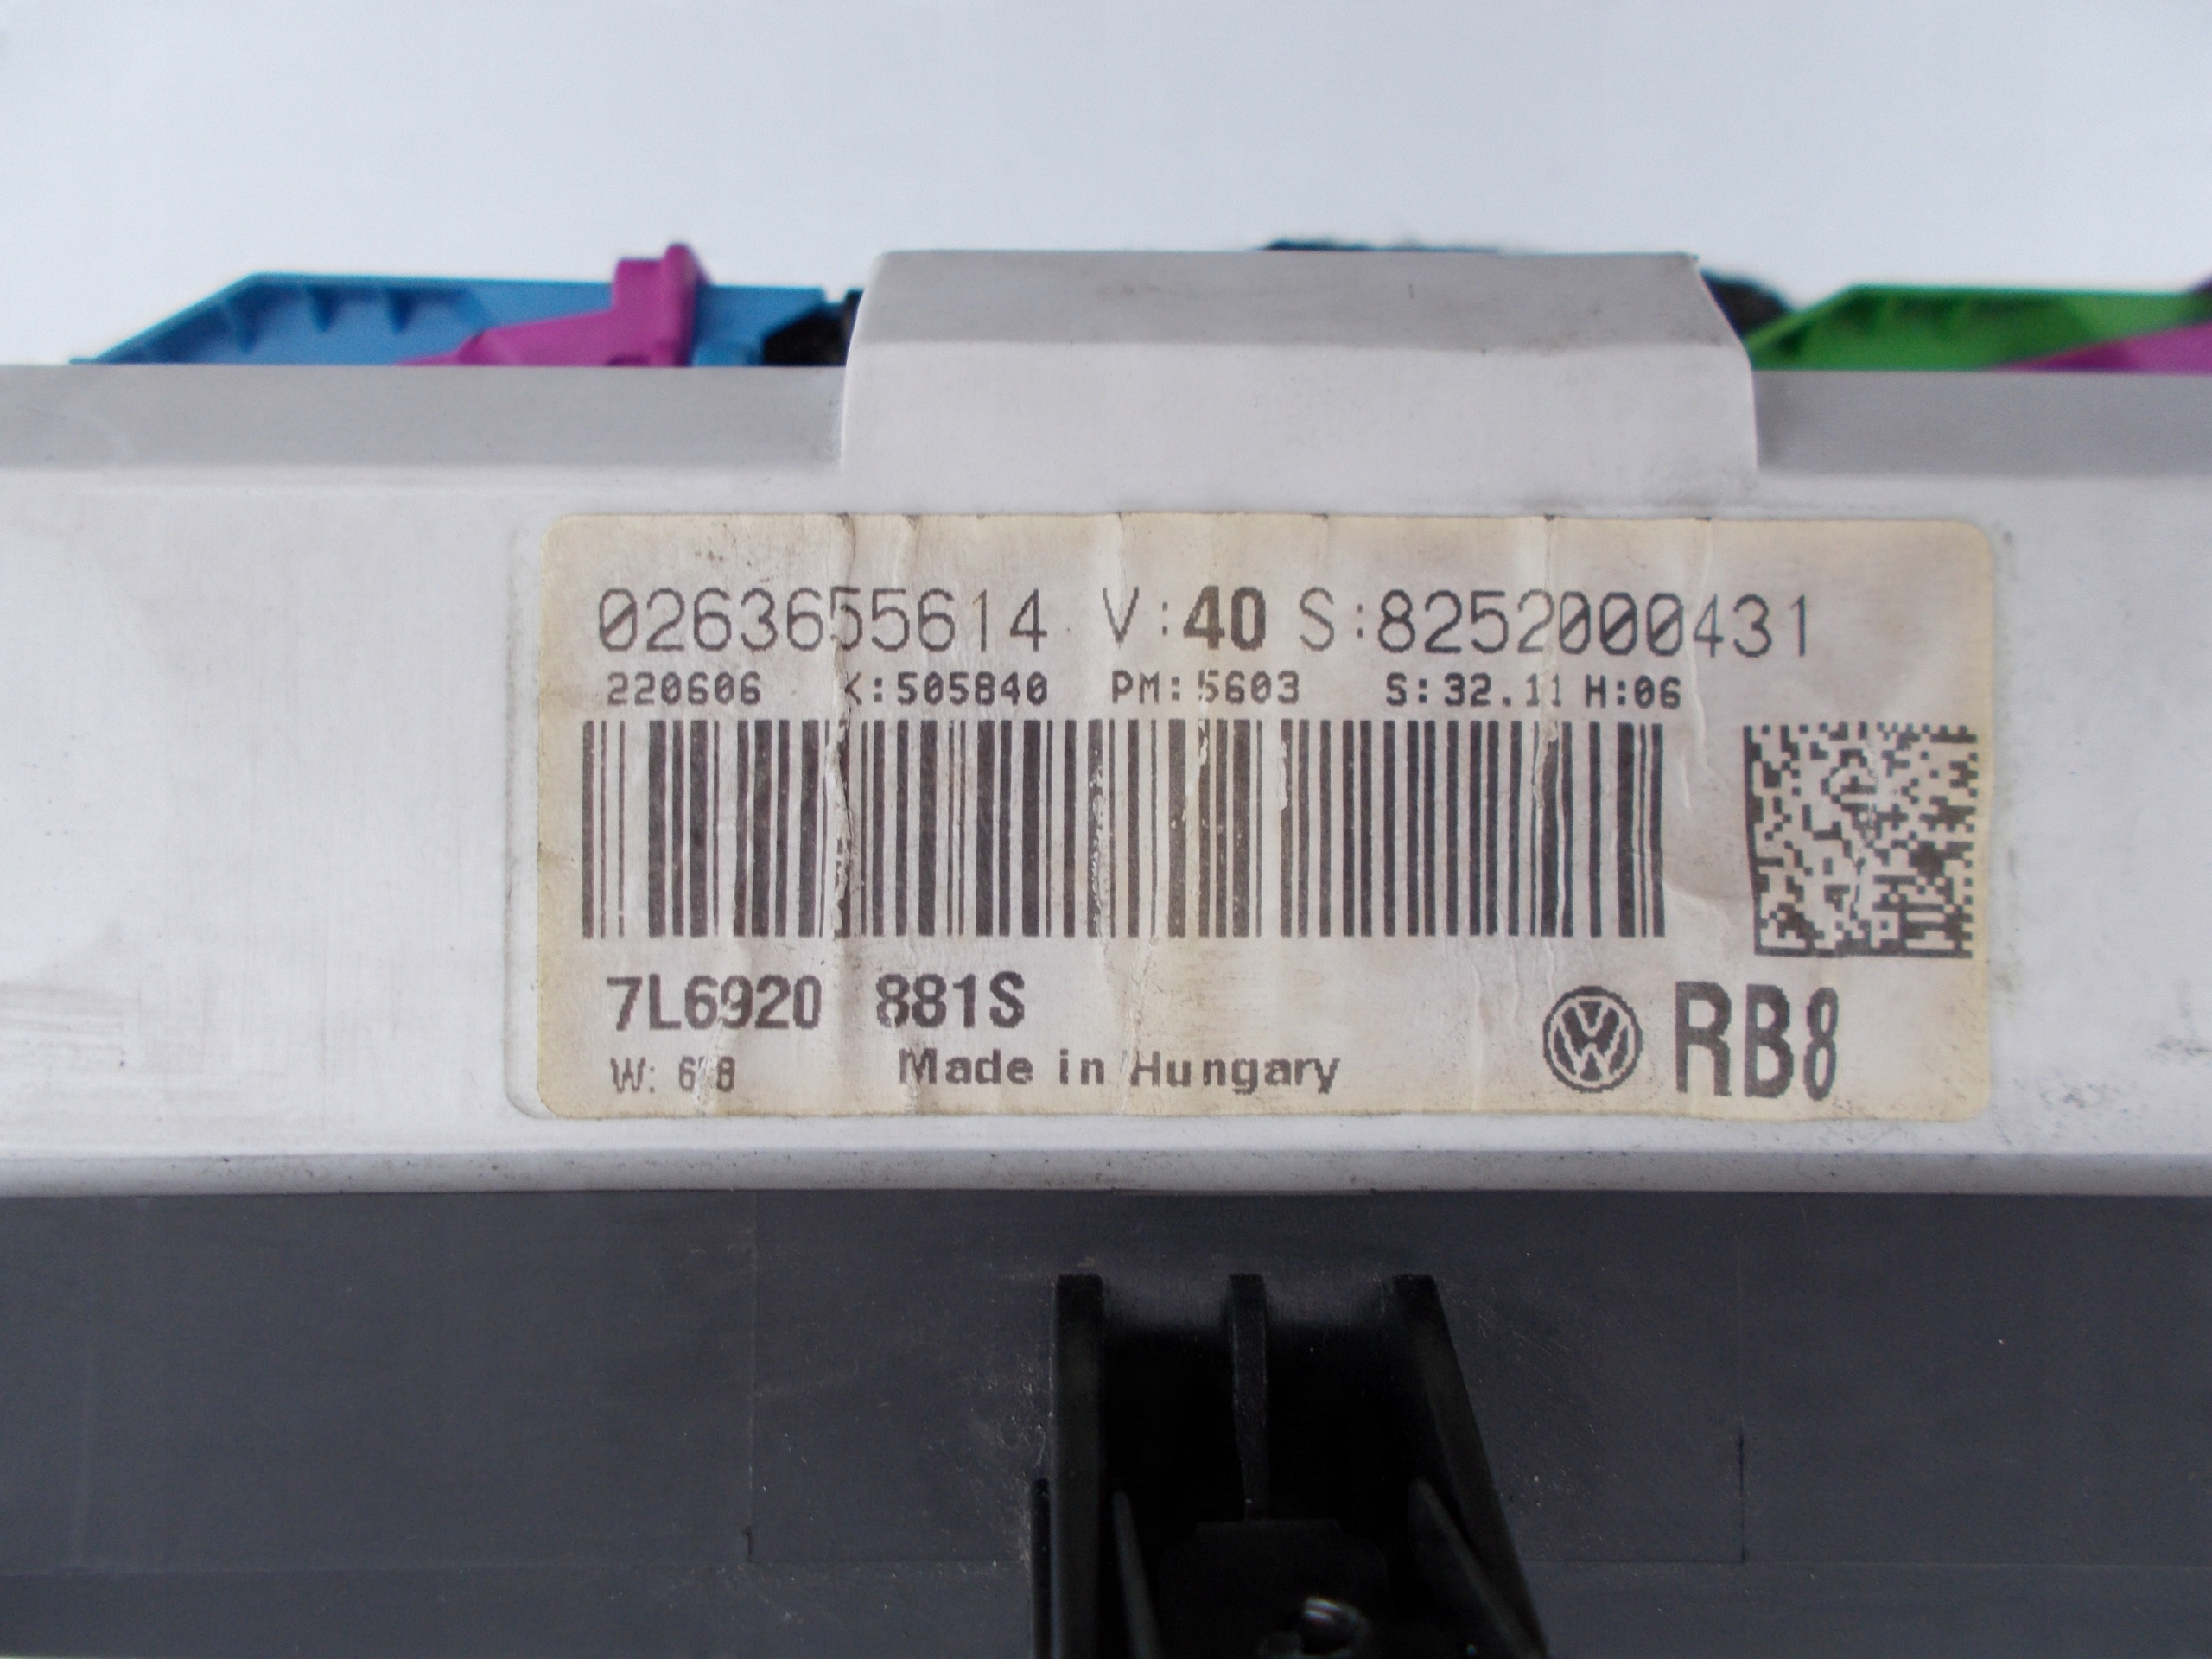 0263655614 V:40 S:8252000431
220606 K:505840 PM:5603 S:32.11 H:06
7L6920 881S
W: Made in Hungary
RB8